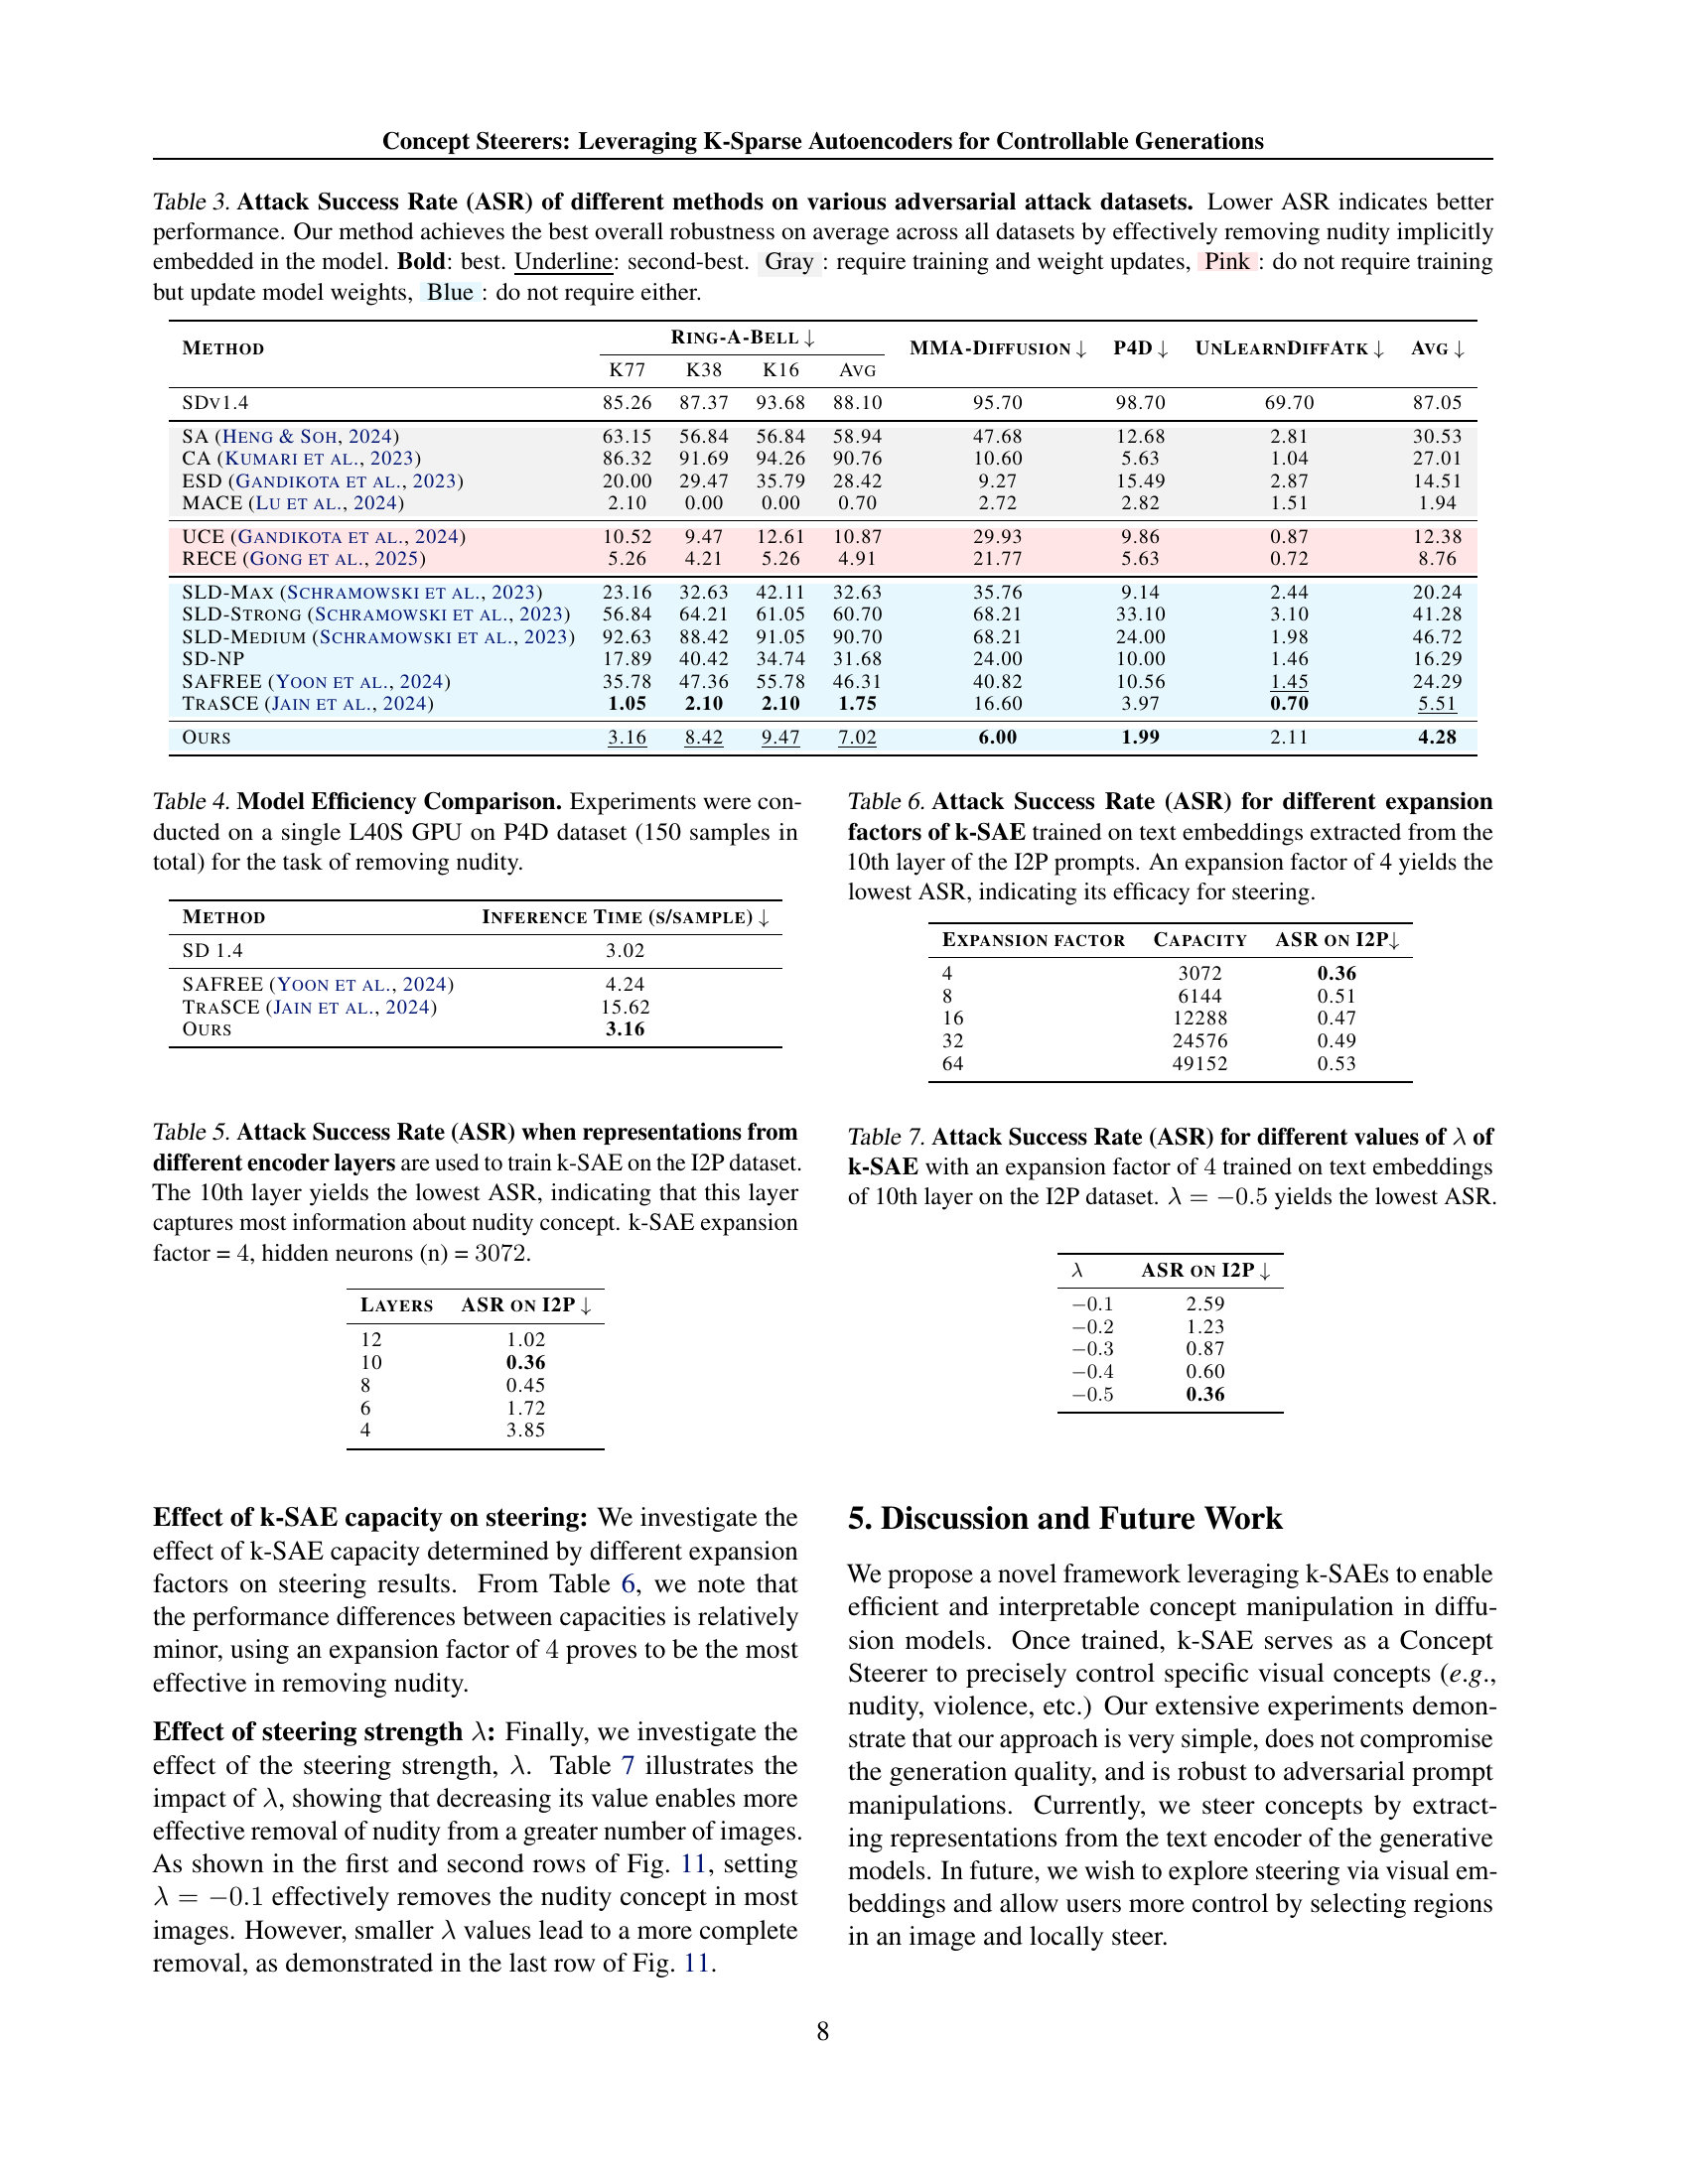 Concept Steerers: Leveraging K-Sparse Autoencoders for Controllable Generations
Table 3. Attack Success Rate (ASR) of different methods on various adversarial attack datasets. Lower ASR indicates better
performance. Our method achieves the best overall robustness on average across all datasets by effectively removing nudity implicitly
embedded in the model. Bold: best. Underline: second-best. Gray : require training and weight updates, Pink : do not require training
but update model weights, Blue : do not require either.
METHOD RING-A-BELL ↓ MMA-DIFFUSION ↓ P4D ↓ UNLEARNDIFFATK ↓ AVG ↓
K77 K38 K16 AVG
SDV1.4 85.26 87.37 93.68 88.10 95.70 98.70 69.70 87.05
SA (HENG & SOH, 2024) 63.15 56.84 56.84 58.94 47.68 12.68 2.81 30.53
CA (KUMARI ET AL., 2023) 86.32 91.69 94.26 90.76 10.60 5.63 1.04 27.01
ESD (GANDIKOTA ET AL., 2023) 20.00 29.47 35.79 28.42 9.27 15.49 2.87 14.51
MACE (LU ET AL., 2024) 2.10 0.00 0.00 0.70 2.72 2.82 1.51 1.94
UCE (GANDIKOTA ET AL., 2024) 10.52 9.47 12.61 10.87 29.93 9.86 0.87 12.38
RECE (GONG ET AL., 2025) 5.26 4.21 5.26 4.91 21.77 5.63 0.72 8.76
SLD-MAX (SCHRAMOWSKI ET AL., 2023) 23.16 32.63 42.11 32.63 35.76 9.14 2.44 20.24
SLD-STRONG (SCHRAMOWSKI ET AL., 2023) 56.84 64.21 61.05 60.70 68.21 33.10 3.10 41.28
SLD-MEDIUM (SCHRAMOWSKI ET AL., 2023) 92.63 88.42 91.05 90.70 68.21 24.00 1.98 46.72
SD-NP 17.89 40.42 34.74 31.68 24.00 10.00 1.46 16.29
SAFREE (YOON ET AL., 2024) 35.78 47.36 55.78 46.31 40.82 10.56 1.45 24.29
TRASCE (JAIN ET AL., 2024) 1.05 2.10 2.10 1.75 16.60 3.97 0.70 5.51
OURS 3.16 8.42 9.47 7.02 6.00 1.99 2.11 4.28
Table 4. Model Efficiency Comparison. Experiments were con-
ducted on a single L40S GPU on P4D dataset (150 samples in
total) for the task of removing nudity.
METHOD INFERENCE TIME (S/SAMPLE) ↓
SD 1.4 3.02
SAFREE (YOON ET AL., 2024) 4.24
TRASCE (JAIN ET AL., 2024) 15.62
OURS 3.16
Table 5. Attack Success Rate (ASR) when representations from
different encoder layers are used to train k-SAE on the I2P dataset.
The 10th layer yields the lowest ASR, indicating that this layer
captures most information about nudity concept. k-SAE expansion
factor = 4, hidden neurons (n) = 3072.
LAYERS ASR ON I2P ↓
12 1.02
10 0.36
8 0.45
6 1.72
4 3.85
Table 6. Attack Success Rate (ASR) for different expansion
factors of k-SAE trained on text embeddings extracted from the
10th layer of the I2P prompts. An expansion factor of 4 yields the
lowest ASR, indicating its efficacy for steering.
EXPANSION FACTOR CAPACITY ASR ON I2P↓
4 3072 0.36
8 6144 0.51
16 12288 0.47
32 24576 0.49
64 49152 0.53
Table 7. Attack Success Rate (ASR) for different values of λ of
k-SAE with an expansion factor of 4 trained on text embeddings
of 10th layer on the I2P dataset. λ = −0.5 yields the lowest ASR.
λ ASR ON I2P ↓
−0.1 2.59
−0.2 1.23
−0.3 0.87
−0.4 0.60
−0.5 0.36
Effect of k-SAE capacity on steering: We investigate the
effect of k-SAE capacity determined by different expansion
factors on steering results. From Table 6, we note that
the performance differences between capacities is relatively
minor, using an expansion factor of 4 proves to be the most
effective in removing nudity.
Effect of steering strength λ: Finally, we investigate the
effect of the steering strength, λ. Table 7 illustrates the
impact of λ, showing that decreasing its value enables more
effective removal of nudity from a greater number of images.
As shown in the first and second rows of Fig. 11, setting
λ = −0.1 effectively removes the nudity concept in most
images. However, smaller λ values lead to a more complete
removal, as demonstrated in the last row of Fig. 11.
5. Discussion and Future Work
We propose a novel framework leveraging k-SAEs to enable
efficient and interpretable concept manipulation in diffu-
sion models. Once trained, k-SAE serves as a Concept
Steerer to precisely control specific visual concepts (e.g.,
nudity, violence, etc.) Our extensive experiments demon-
strate that our approach is very simple, does not compromise
the generation quality, and is robust to adversarial prompt
manipulations. Currently, we steer concepts by extract-
ing representations from the text encoder of the generative
models. In future, we wish to explore steering via visual em-
beddings and allow users more control by selecting regions
in an image and locally steer.
8